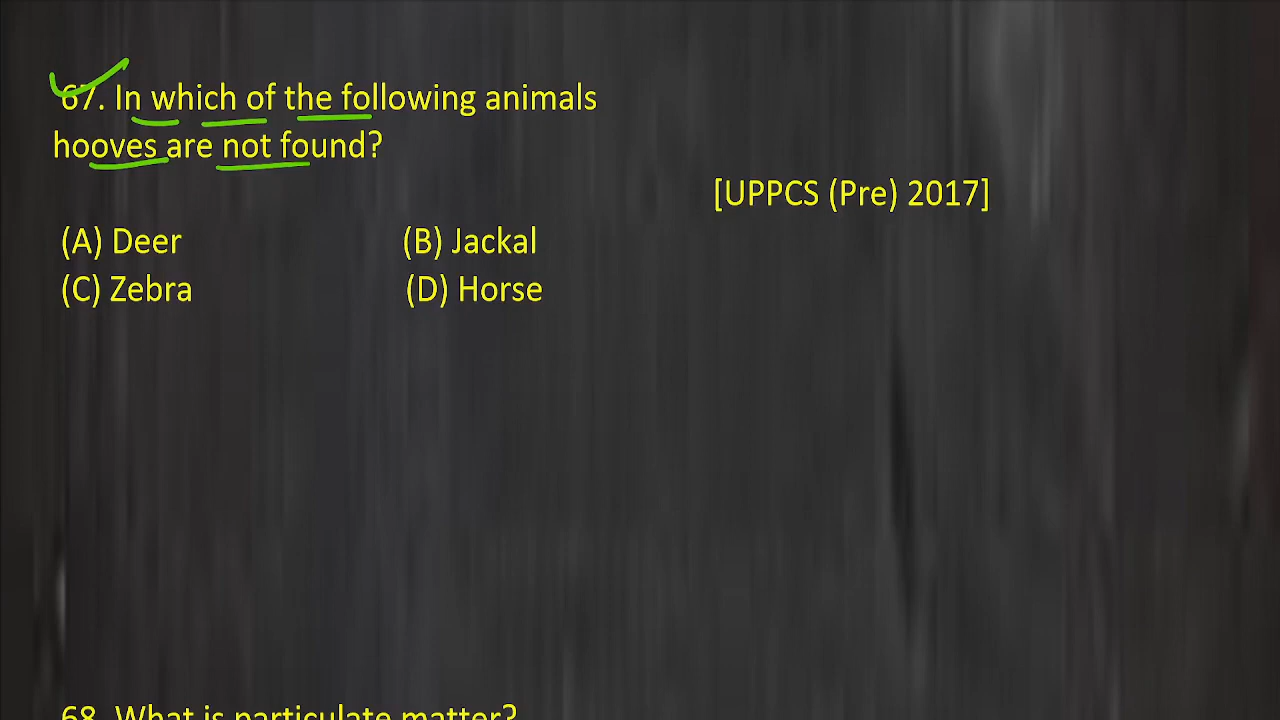 67. In which of the following animals
hooves are not found?
[UPPCS (Pre) 2017]
(A) Deer (B) Jackal
(C) Zebra (D) Horse
68. What is particulate matter?